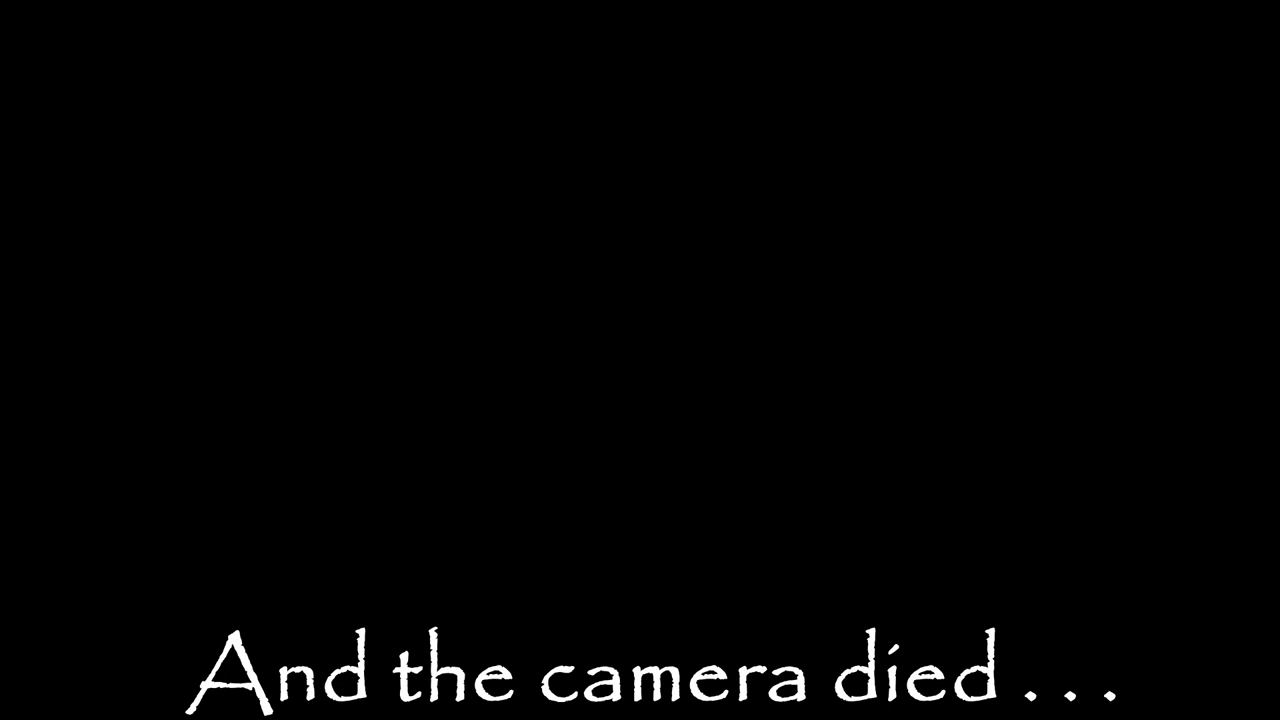 And the camera died . . .